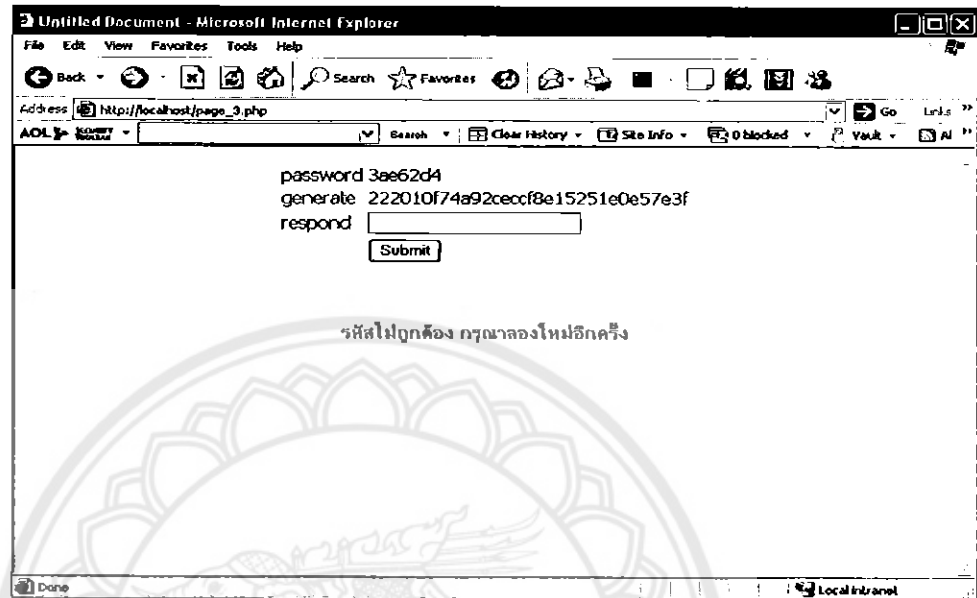 Untitled Document - Microsoft Internet Explorer
File Edit View Favorites Tools Help
Back Search Favorites
Address http://localhost/page_3.php Go Links »
AOL Search Clear History Site Info 0 blocked Vault Al »
password 3ae62d4
generate 222010f74a92ceccf8e15251e0e57e3f
respond
Submit
รหัสไม่ถูกต้อง กรุณาลองใหม่อีกครั้ง
Done Local intranet